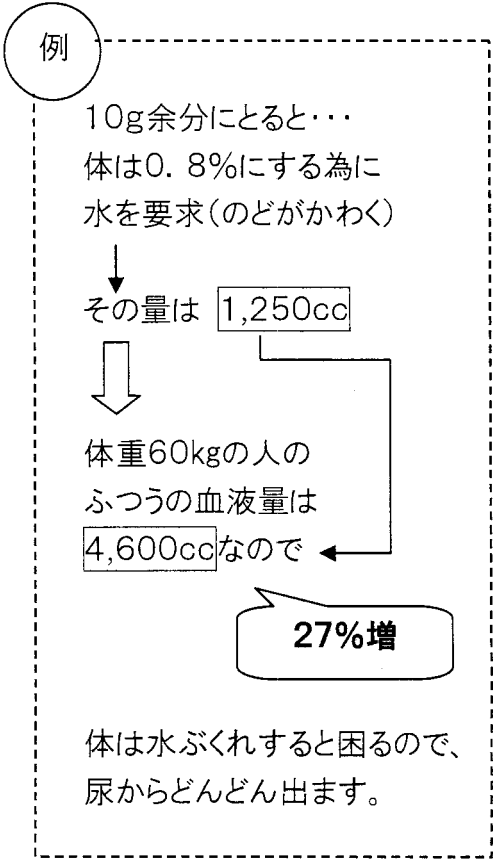 例
10g余分にとると･･･
体は0．8%にする為に
水を要求(のどがかわく)
その量は 1,250cc
体重60kgの人の
ふつうの血液量は
4,600ccなので
27%増
体は水ぶくれすると困るので、
尿からどんどん出ます。